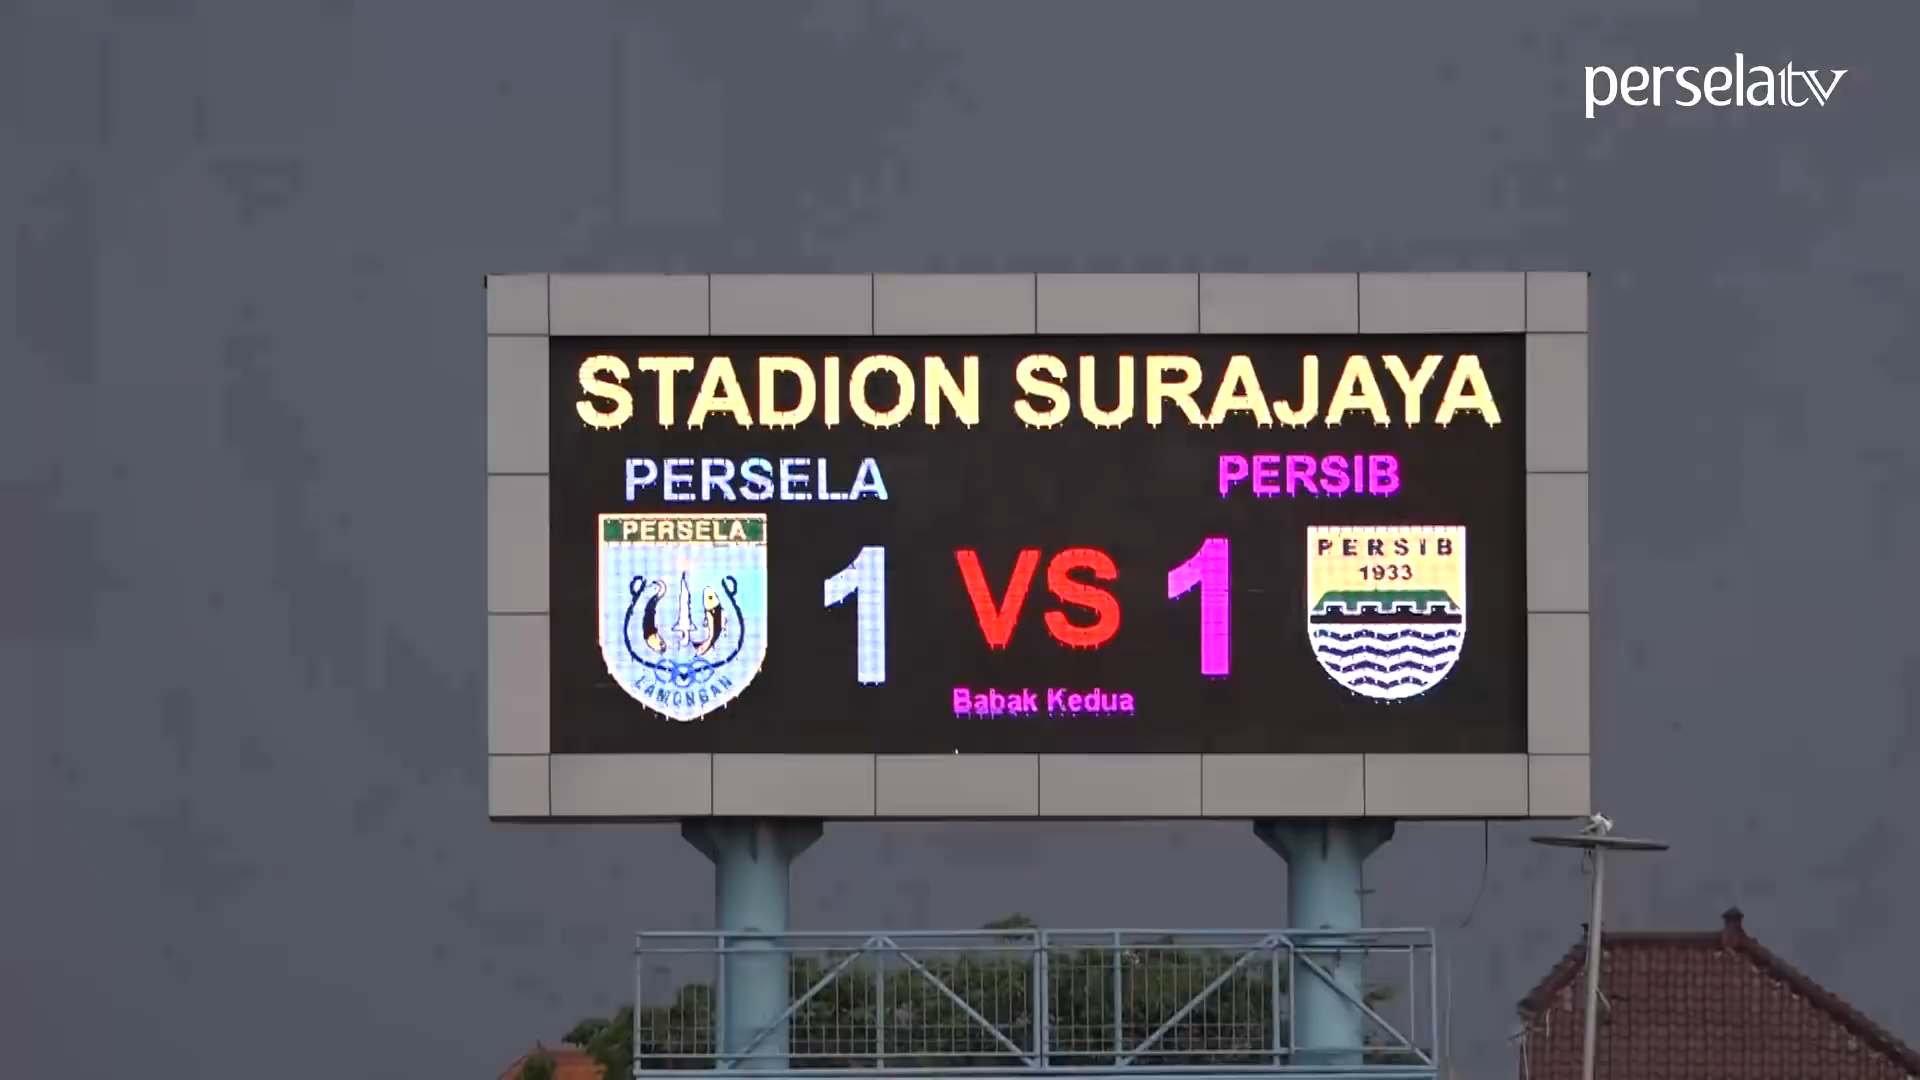 perselatv
STADION SURAJAYA
PERSELA
PERSIB
PERSELA
LAMONGAN
1 VS 1
PERSIB
1933
Babak Kedua